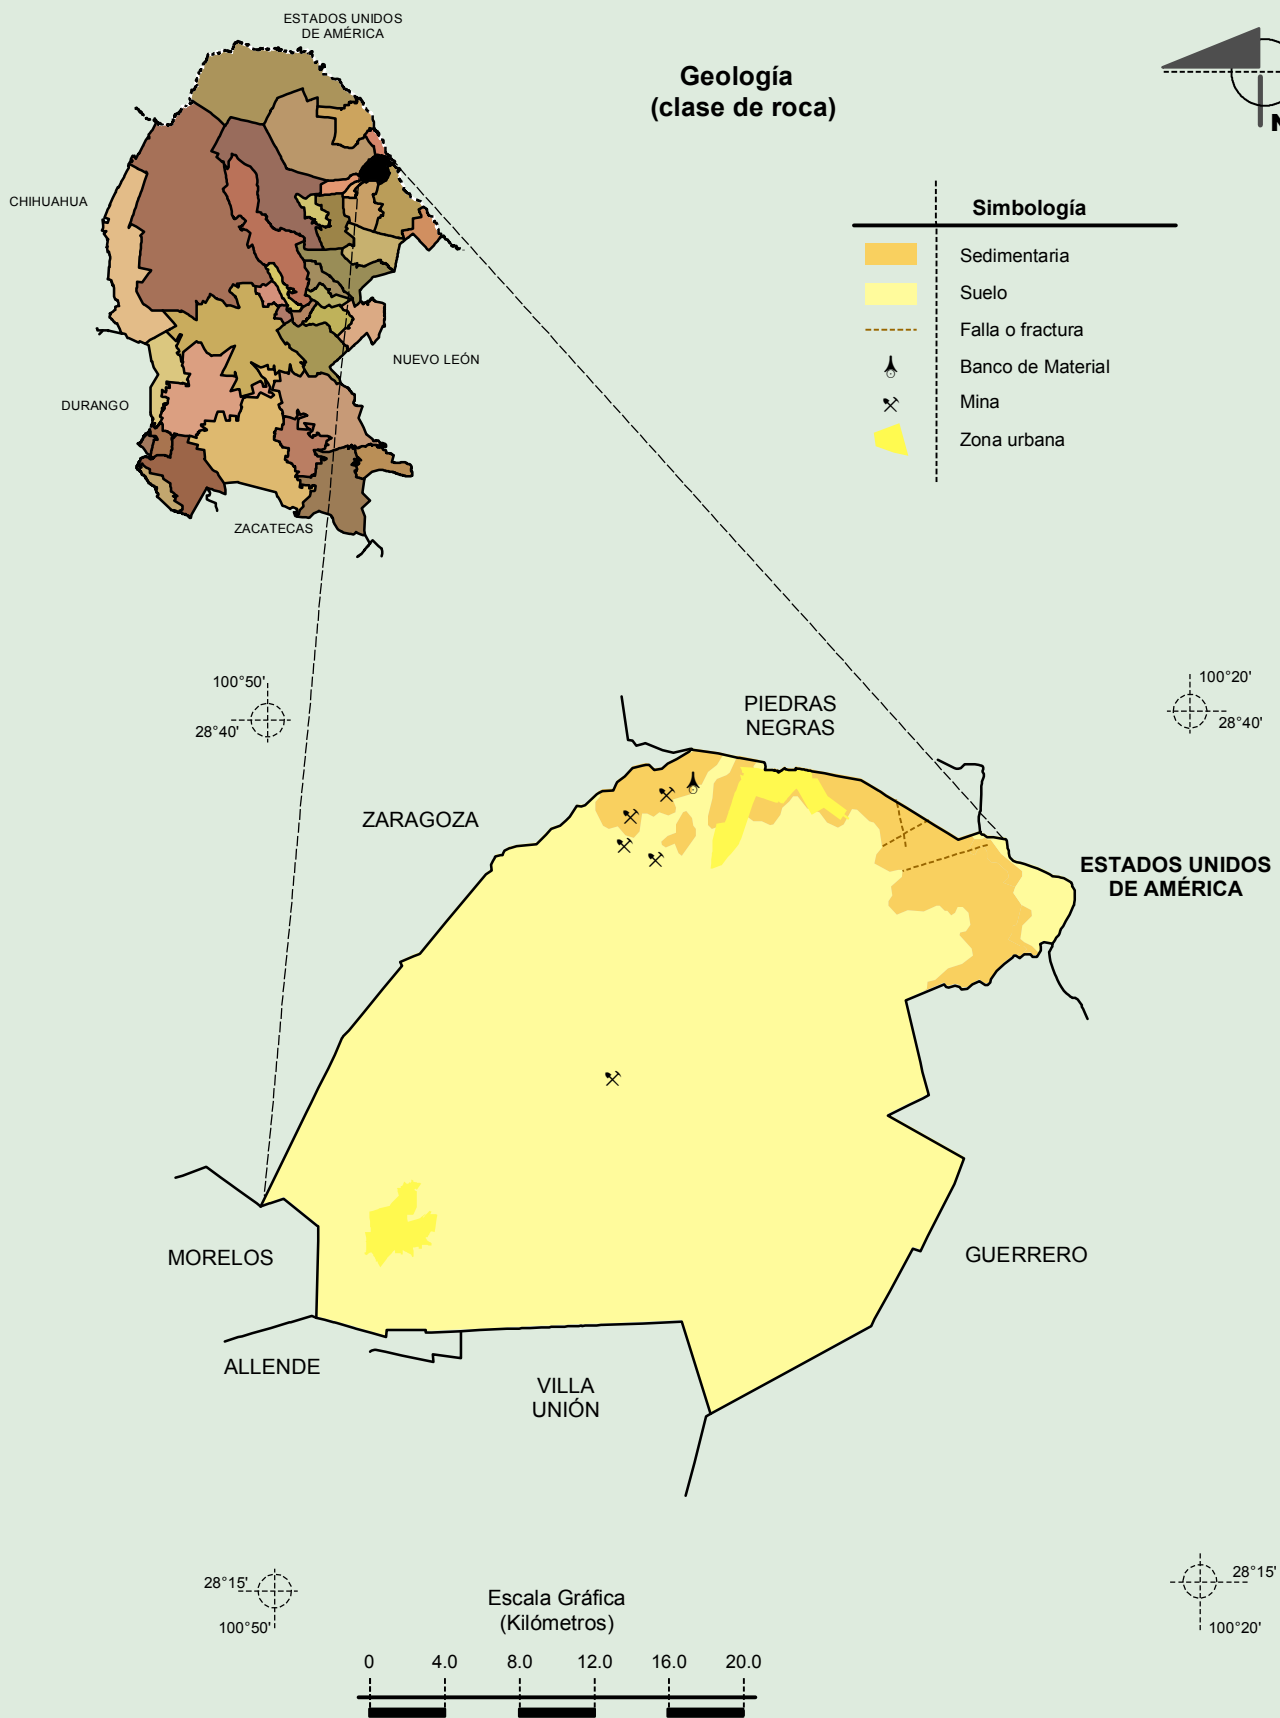 ESTADOS UNIDOS
DE AMÉRICA
Geología
(clase de roca)
N
CHIHUAHUA
Simbología
Sedimentaria
Suelo
Falla o fractura
Banco de Material
Mina
Zona urbana
NUEVO LEÓN
DURANGO
ZACATECAS
100°50'
28°40'
100°20'
28°40'
PIEDRAS
NEGRAS
ZARAGOZA
ESTADOS UNIDOS
DE AMÉRICA
MORELOS
GUERRERO
ALLENDE
VILLA
UNIÓN
28°15'
100°50'
28°15'
100°20'
Escala Gráfica
(Kilómetros)
0 4.0 8.0 12.0 16.0 20.0